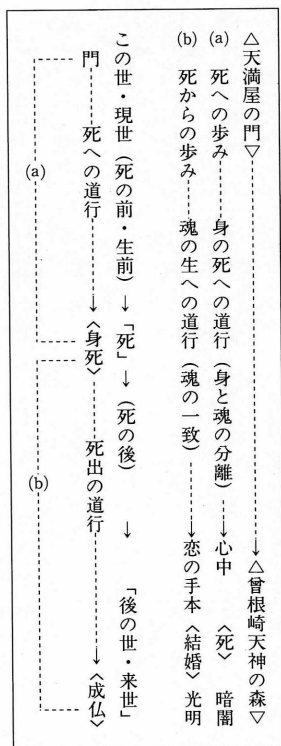 △天満屋の門▽┄┄→△曾根崎天神の森▽
(a) 死への歩み┄┄身の死への道行(身と魂の分離)┄┄→心中〈死〉暗闇
(b) 死からの歩み┄┄魂の生への道行(魂の一致)┄┄→恋の手本〈結婚〉光明
この世・現世(死の前・生前)→「死」→(死の後)→「後の世・来世」
門┄┄死への道行┄┄→〈身死〉┄┄死出の道行┄┄→〈成仏〉
(a) (b)